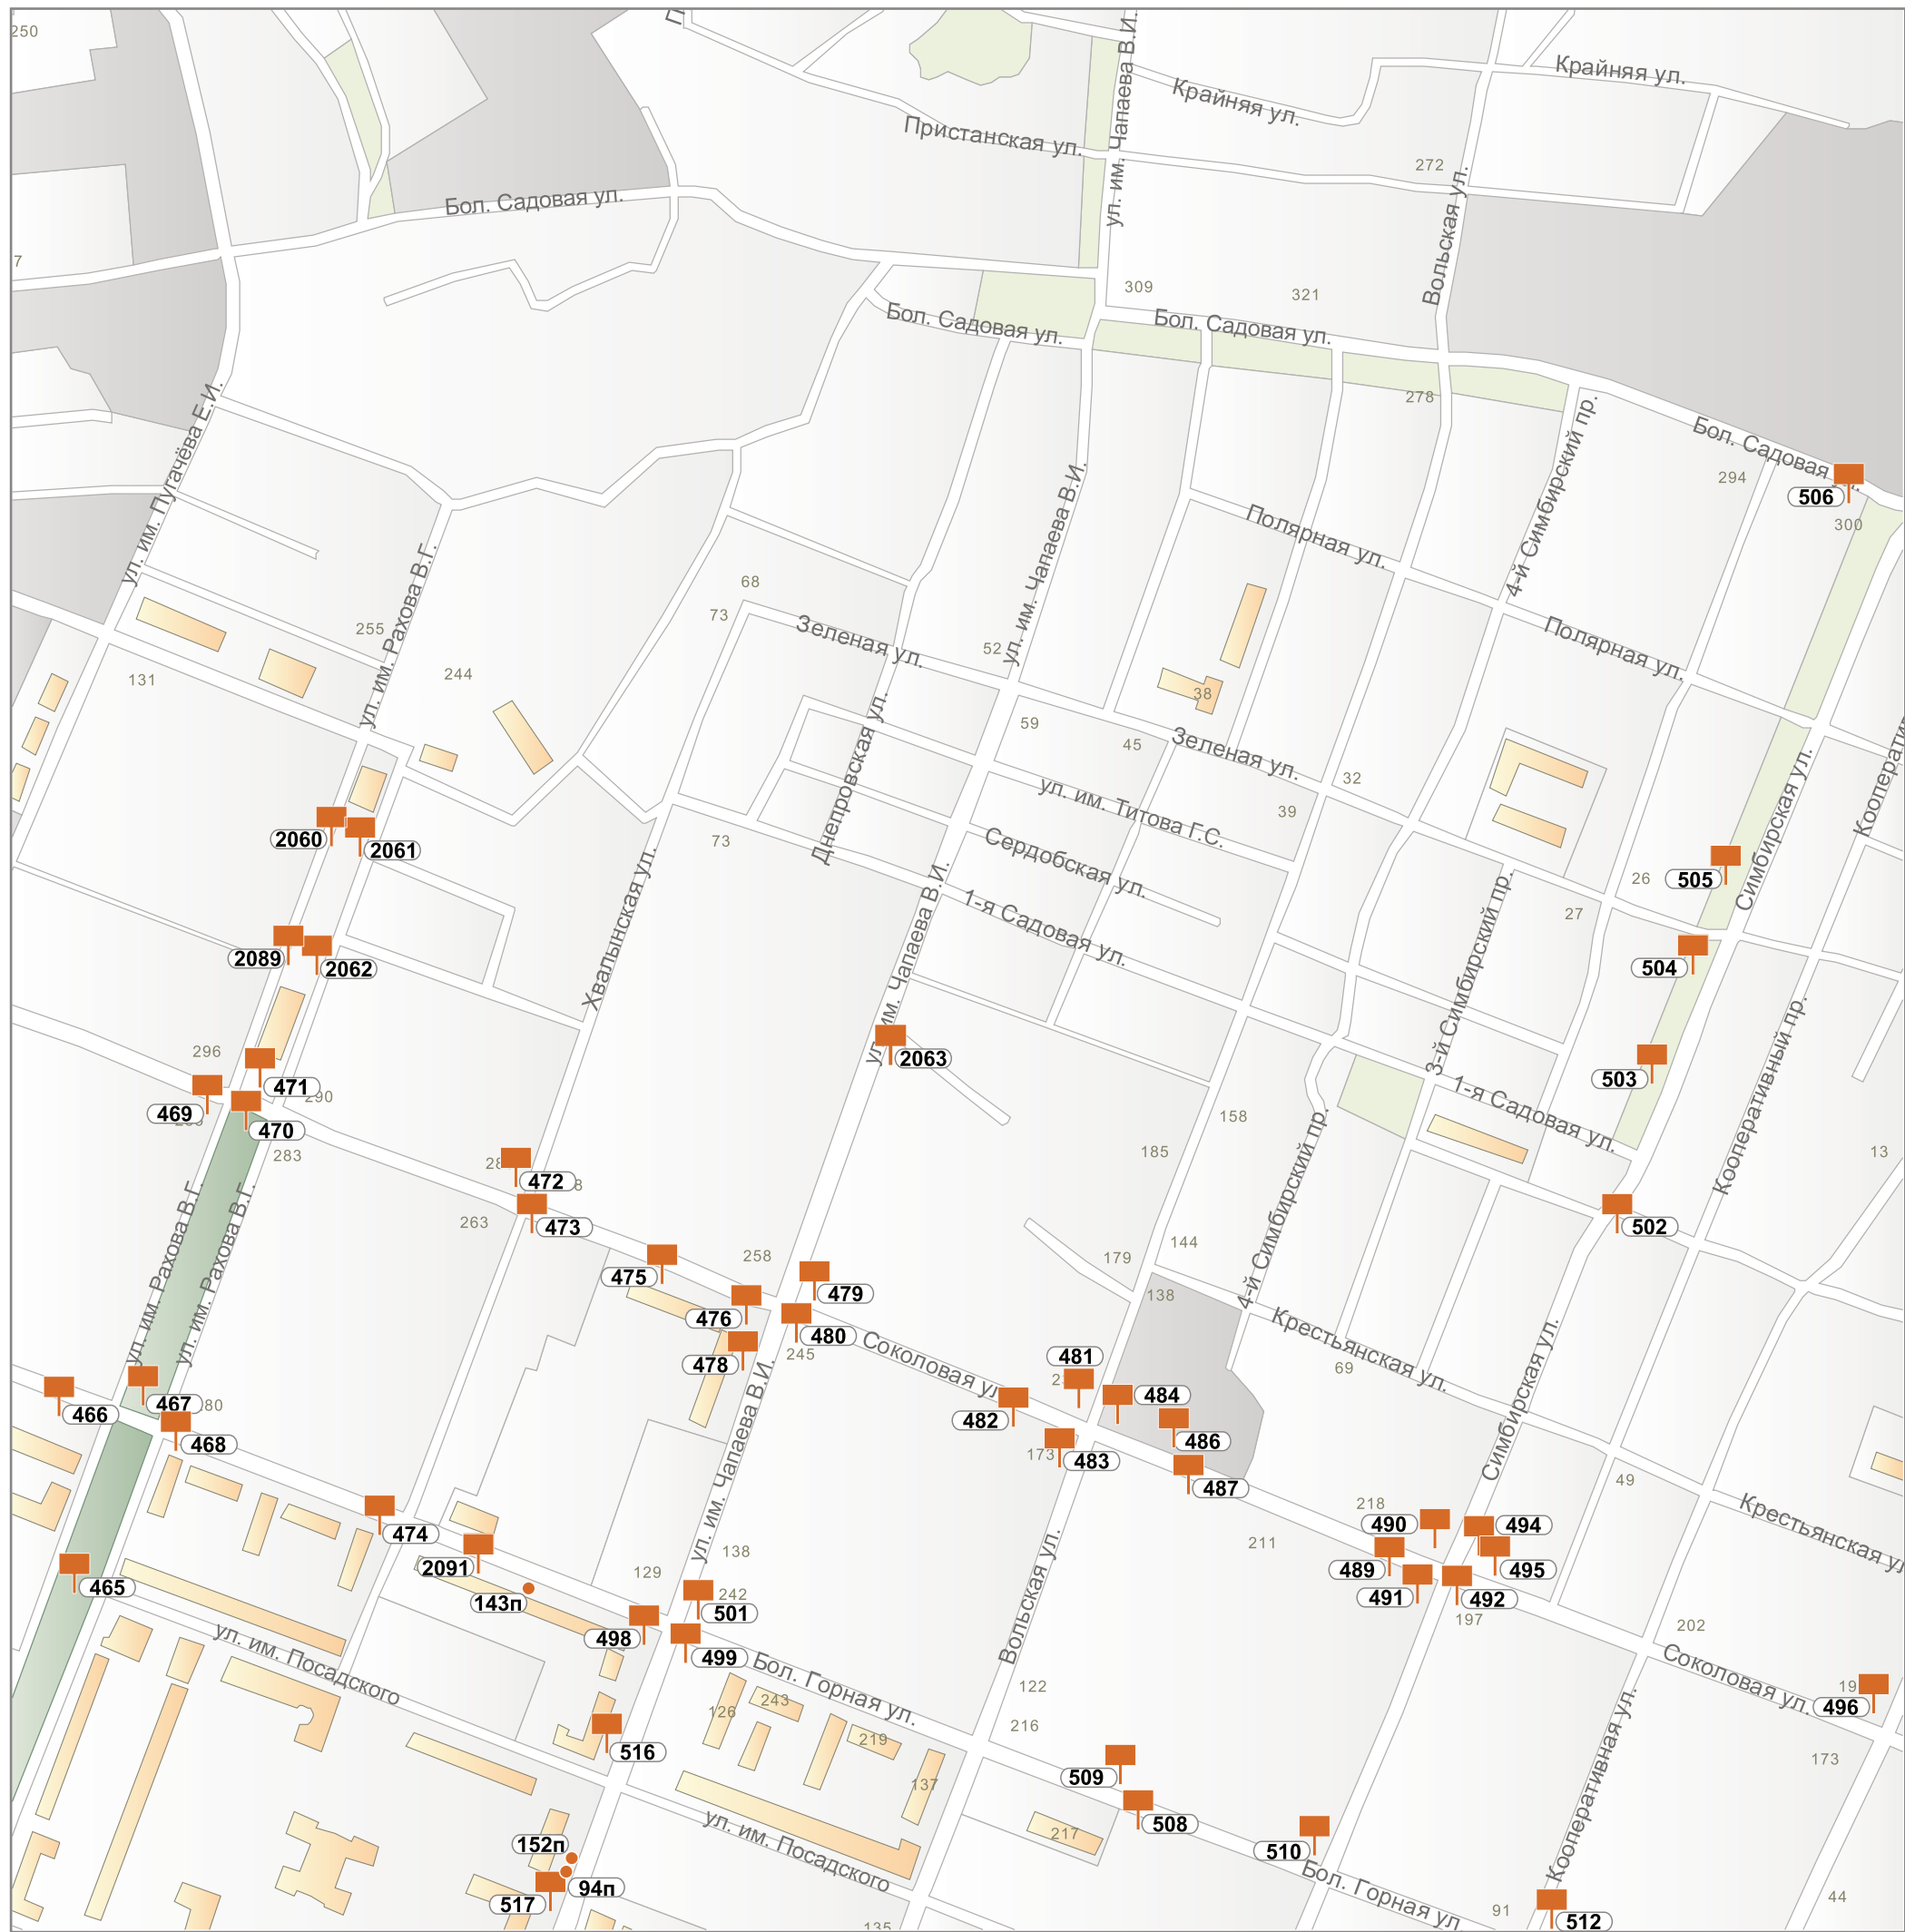 250
ул. им. Чапаева В.И.
Крайняя ул.
Крайняя ул.
Пристанская ул.
272
Бол. Садовая ул.
Вольская ул.
7
309
321
Бол. Садовая ул.
Бол. Садовая ул.
278
ул. им. Пугачёва Е.И.
4-й Симбирский пр.
Бол. Садовая
294
506
300
ул. им. Чапаева В.И.
Полярная ул.
ул. им. Рахова В.Г.
68
73
255
Зеленая ул.
Полярная ул.
52
244
131
38
59
45
Зеленая ул.
32
Днепровская ул.
ул. им. Титова Г.С.
39
Симбирская ул.
2060
2061
73
Сердобская ул.
26
505
27
Хвалынская ул.
1-я Садовая ул.
3-й Симбирский пр.
2089
2062
504
ул. им. Чапаева В.И.
296
2063
503
471
290
1-я Садовая ул.
469
470
158
Кооперативный пр.
283
185
13
472
4-й Симбирский пр.
473
263
502
144
258
179
475
479
138
476
480
Крестьянская ул.
245
478
Соколовая
481
69
ул. им. Рахова В.Г.
ул. им. Рахова В.Г.
467
80
484
466
482
486
468
173
483
Симбирская ул.
487
49
218
490
494
Крестьянская
474
ул. им. Чапаева В.И.
138
211
2091
489
495
129
465
143п
242
491
492
501
197
498
202
ул. им. Посадского
499
Вольская ул.
Бол. Горная ул.
Соколовая ул.
122
19
496
126
243
216
516
219
173
509
137
Кооперативная ул.
ул. им. Посадского
508
217
152п
510
94п
Бол. Горная ул.
517
91
44
512
135